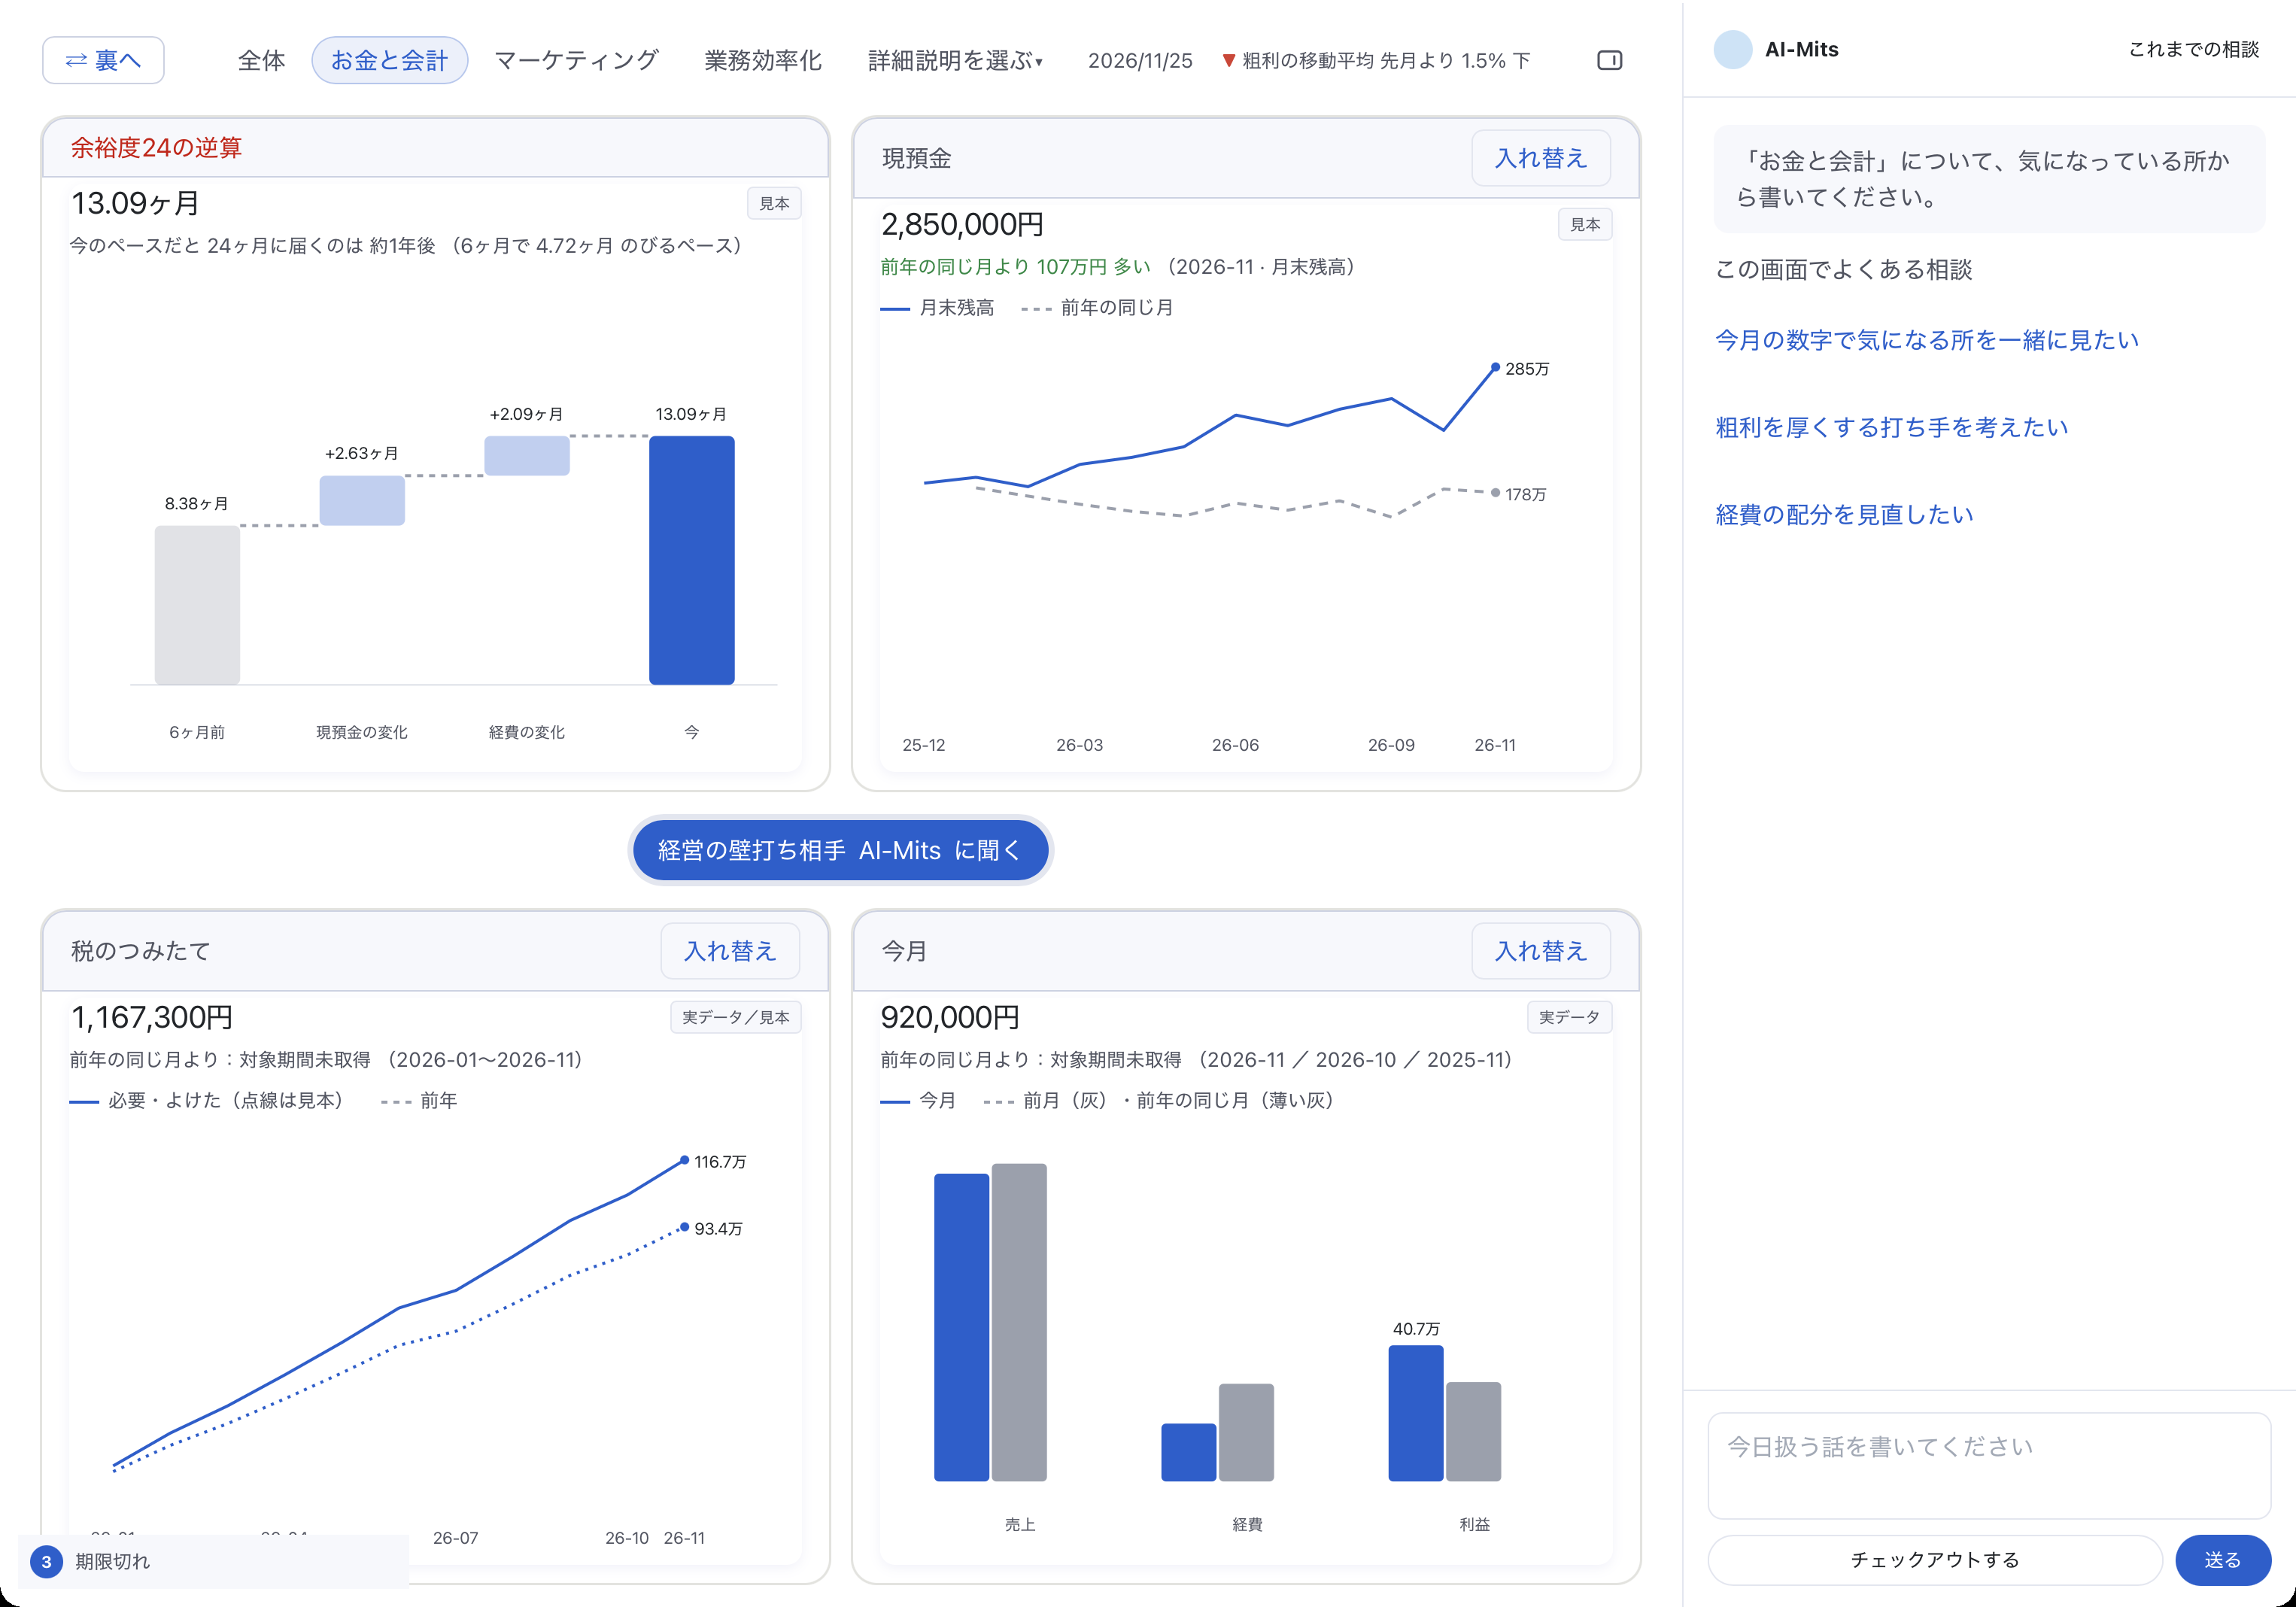 ⇄ 裏へ
全体
お金と会計
マーケティング
業務効率化
詳細説明を選ぶ▾
2026/11/25
▼ 粗利の移動平均 先月より 1.5% 下
余裕度24の逆算
13.09ヶ月
見本
今のペースだと 24ヶ月に届くのは 約1年後 （6ヶ月で 4.72ヶ月 のびるペース）
8.38ヶ月
+2.63ヶ月
+2.09ヶ月
13.09ヶ月
6ヶ月前
現預金の変化
経費の変化
今
現預金
入れ替え
2,850,000円
見本
前年の同じ月より 107万円 多い （2026-11 · 月末残高）
月末残高
前年の同じ月
285万
178万
25-12
26-03
26-06
26-09
26-11
経営の壁打ち相手 AI-Mits に聞く
税のつみたて
入れ替え
1,167,300円
実データ／見本
前年の同じ月より：対象期間未取得 （2026-01〜2026-11）
必要・よけた（点線は見本）
前年
116.7万
93.4万
26-07
26-10
26-11
3 期限切れ
今月
入れ替え
920,000円
実データ
前年の同じ月より：対象期間未取得 （2026-11 ／ 2026-10 ／ 2025-11）
今月
前月（灰）・前年の同じ月（薄い灰）
40.7万
売上
経費
利益
AI-Mits
これまでの相談
「お金と会計」について、気になっている所か
ら書いてください。
この画面でよくある相談
今月の数字で気になる所を一緒に見たい
粗利を厚くする打ち手を考えたい
経費の配分を見直したい
今日扱う話を書いてください
チェックアウトする
送る